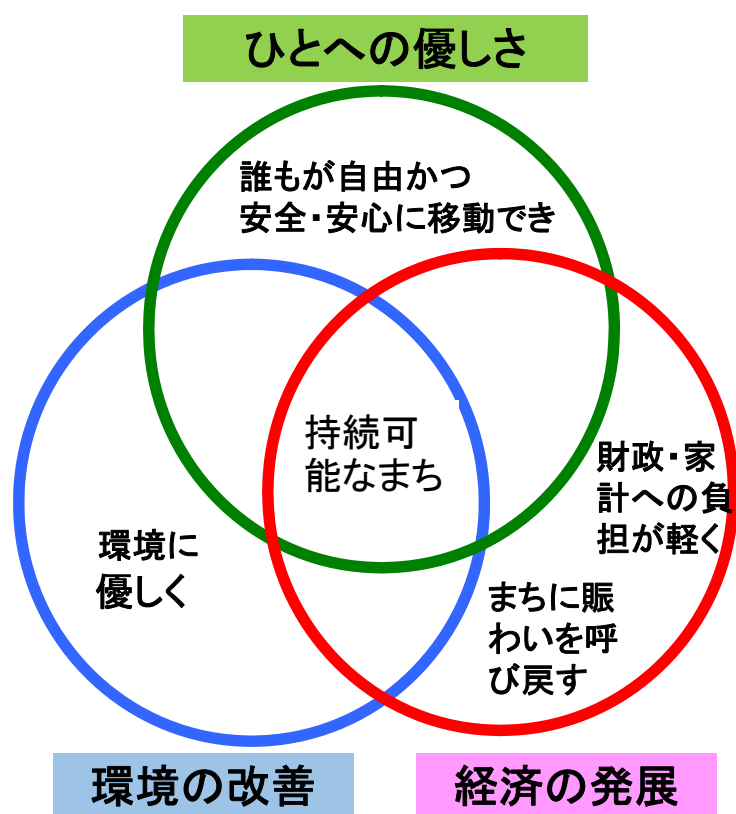 ひとへの優しさ
誰もが自由かつ
安全・安心に移動でき
持続可
能なまち
財政・家
計への負
担が軽く
環境に
優しく
まちに賑
わいを呼
び戻す
環境の改善
経済の発展